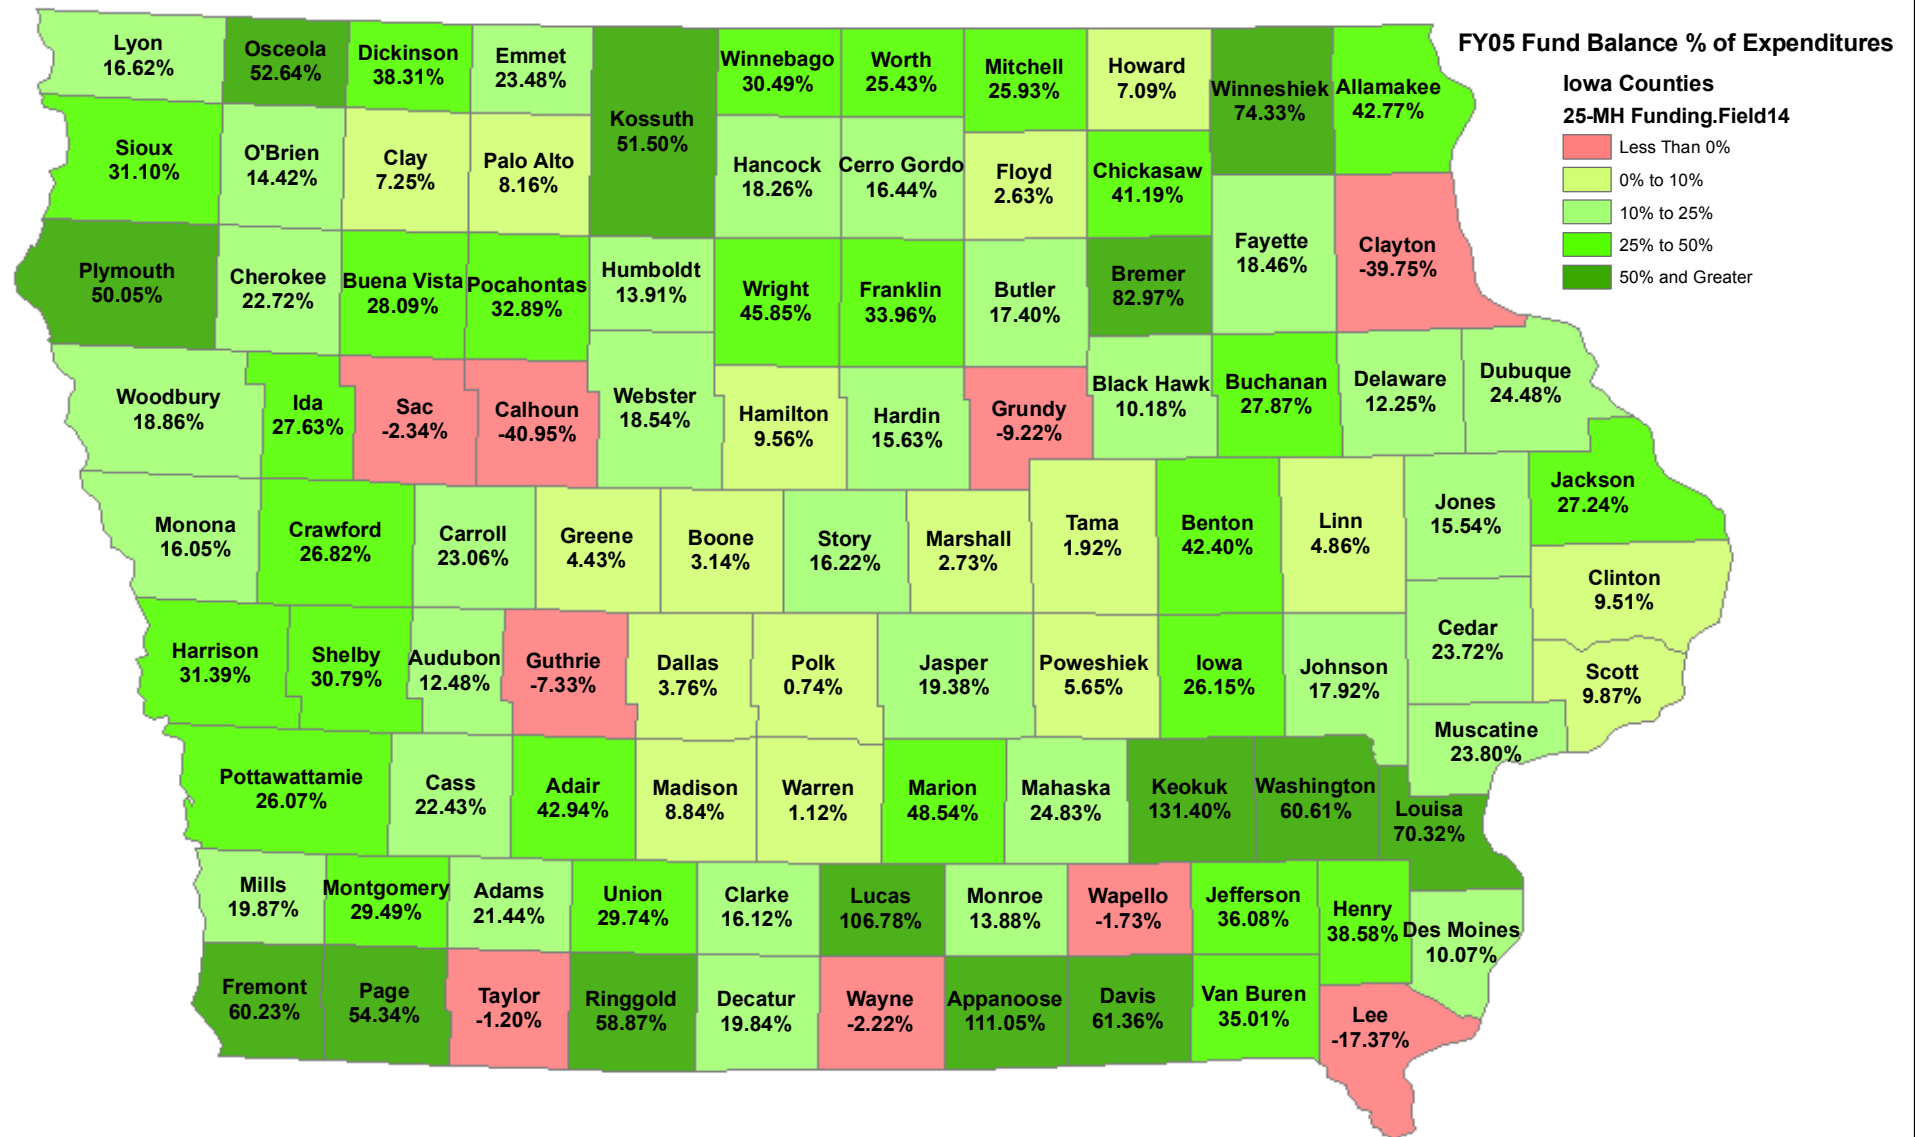 FY05 Fund Balance % of Expenditures
Iowa Counties
25-MH Funding.Field14
Less Than 0%
0% to 10%
10% to 25%
25% to 50%
50% and Greater
Lyon
16.62%
Osceola
52.64%
Dickinson
38.31%
Emmet
23.48%
Kossuth
51.50%
Winnebago
30.49%
Worth
25.43%
Mitchell
25.93%
Howard
7.09%
Winneshiek
74.33%
Allamakee
42.77%
Sioux
31.10%
O'Brien
14.42%
Clay
7.25%
Palo Alto
8.16%
Hancock
18.26%
Cerro Gordo
16.44%
Floyd
2.63%
Chickasaw
41.19%
Fayette
18.46%
Clayton
-39.75%
Plymouth
50.05%
Cherokee
22.72%
Buena Vista
28.09%
Pocahontas
32.89%
Humboldt
13.91%
Wright
45.85%
Franklin
33.96%
Butler
17.40%
Bremer
82.97%
Woodbury
18.86%
Ida
27.63%
Sac
-2.34%
Calhoun
-40.95%
Webster
18.54%
Hamilton
9.56%
Hardin
15.63%
Grundy
-9.22%
Black Hawk
10.18%
Buchanan
27.87%
Delaware
12.25%
Dubuque
24.48%
Monona
16.05%
Crawford
26.82%
Carroll
23.06%
Greene
4.43%
Boone
3.14%
Story
16.22%
Marshall
2.73%
Tama
1.92%
Benton
42.40%
Linn
4.86%
Jones
15.54%
Jackson
27.24%
Clinton
9.51%
Harrison
31.39%
Shelby
30.79%
Audubon
12.48%
Guthrie
-7.33%
Dallas
3.76%
Polk
0.74%
Jasper
19.38%
Poweshiek
5.65%
Iowa
26.15%
Johnson
17.92%
Cedar
23.72%
Scott
9.87%
Muscatine
23.80%
Pottawattamie
26.07%
Cass
22.43%
Adair
42.94%
Madison
8.84%
Warren
1.12%
Marion
48.54%
Mahaska
24.83%
Keokuk
131.40%
Washington
60.61%
Louisa
70.32%
Mills
19.87%
Montgomery
29.49%
Adams
21.44%
Union
29.74%
Clarke
16.12%
Lucas
106.78%
Monroe
13.88%
Wapello
-1.73%
Jefferson
36.08%
Henry
38.58%
Des Moines
10.07%
Fremont
60.23%
Page
54.34%
Taylor
-1.20%
Ringgold
58.87%
Decatur
19.84%
Wayne
-2.22%
Appanoose
111.05%
Davis
61.36%
Van Buren
35.01%
Lee
-17.37%